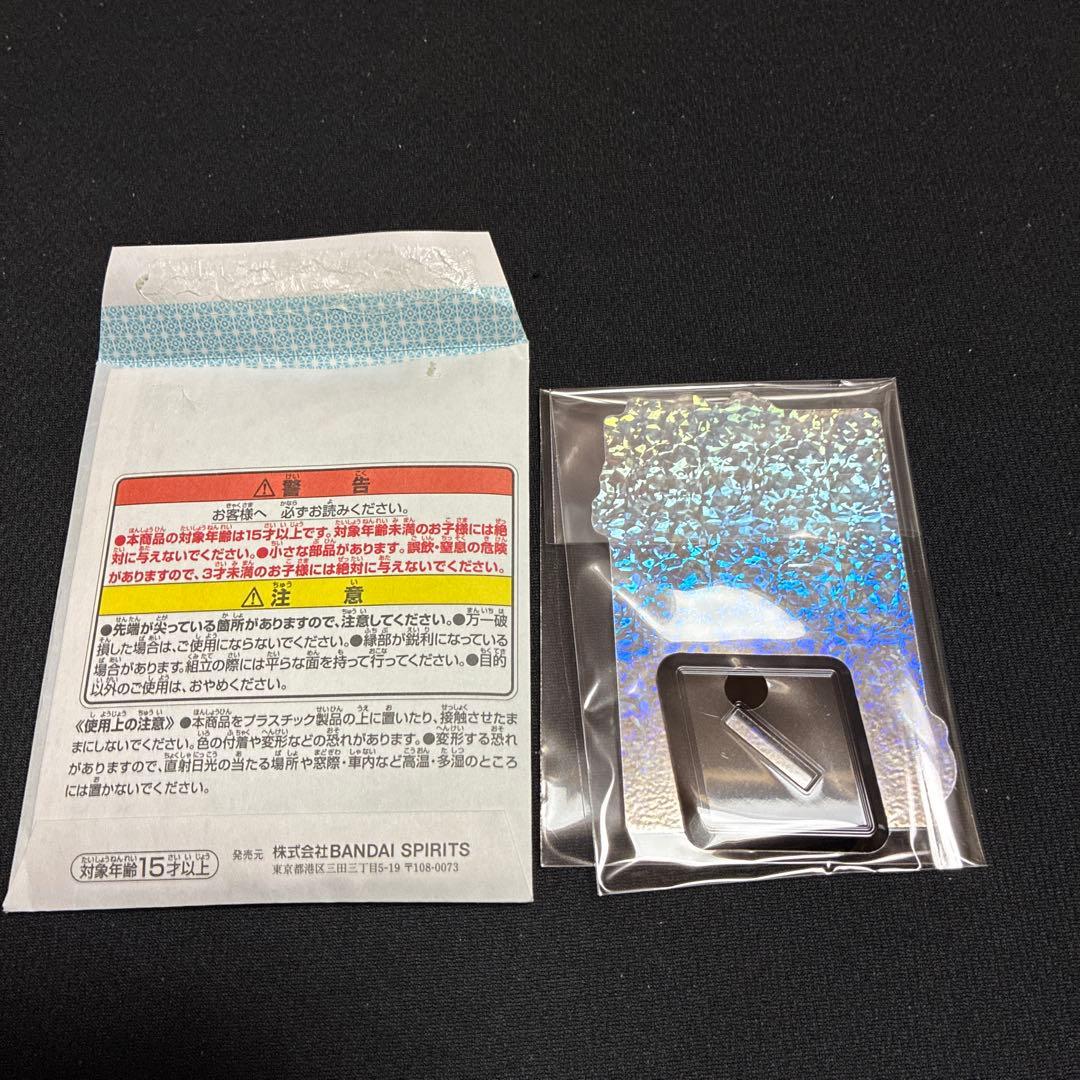 ⚠警告
お客様へ 必ずお読みください。
●本商品の対象年齢は15才以上です。対象年齢未満のお子様には絶
対に与えないでください。●小さな部品があります。誤飲・窒息の危険
がありますので、3才未満のお子様には絶対に与えないでください。
⚠注意
●先端が尖っている箇所がありますので、注意してください。●万一破
損した場合は、ご使用にならないでください。●縁部が鋭利になっている
場合があります。組立の際には平らな面を持って行ってください。●目的
以外のご使用は、おやめください。
《使用上の注意》●本商品をプラスチック製品の上に置いたり、接触させたま
まにしないでください。色の付着や変形などの恐れがあります。●変形する恐れ
がありますので、直射日光の当たる場所や窓際・車内など高温・多湿のところ
には置かないでください。
対象年齢15才以上
発売元 株式会社BANDAI SPIRITS
東京都港区三田三丁目5-19 〒108-0073